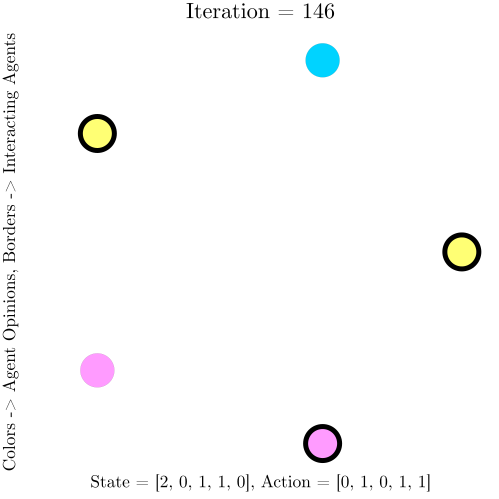 Iteration = 146
Colors -> Agent Opinions, Borders -> Interacting Agents
State = [2, 0, 1, 1, 0], Action = [0, 1, 0, 1, 1]